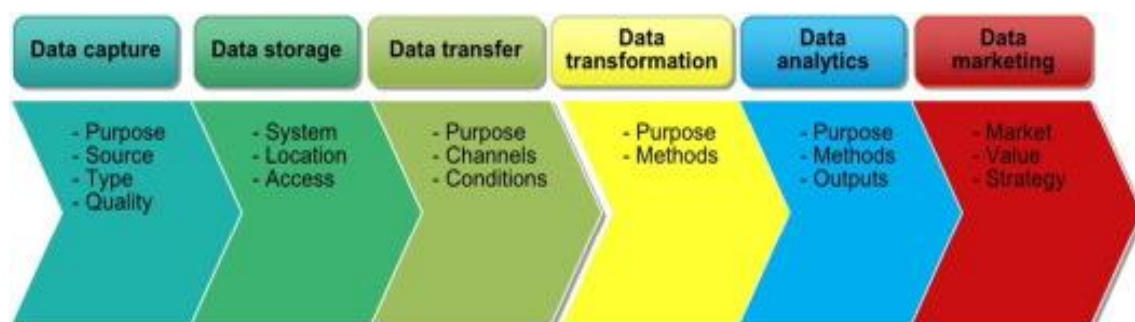 Data capture
Data storage
Data transfer
Data
transformation
Data
analytics
Data
marketing
- Purpose
- Source
- Type
- Quality
- System
- Location
- Access
- Purpose
- Channels
- Conditions
- Purpose
- Methods
- Purpose
- Methods
- Outputs
- Market
- Value
- Strategy